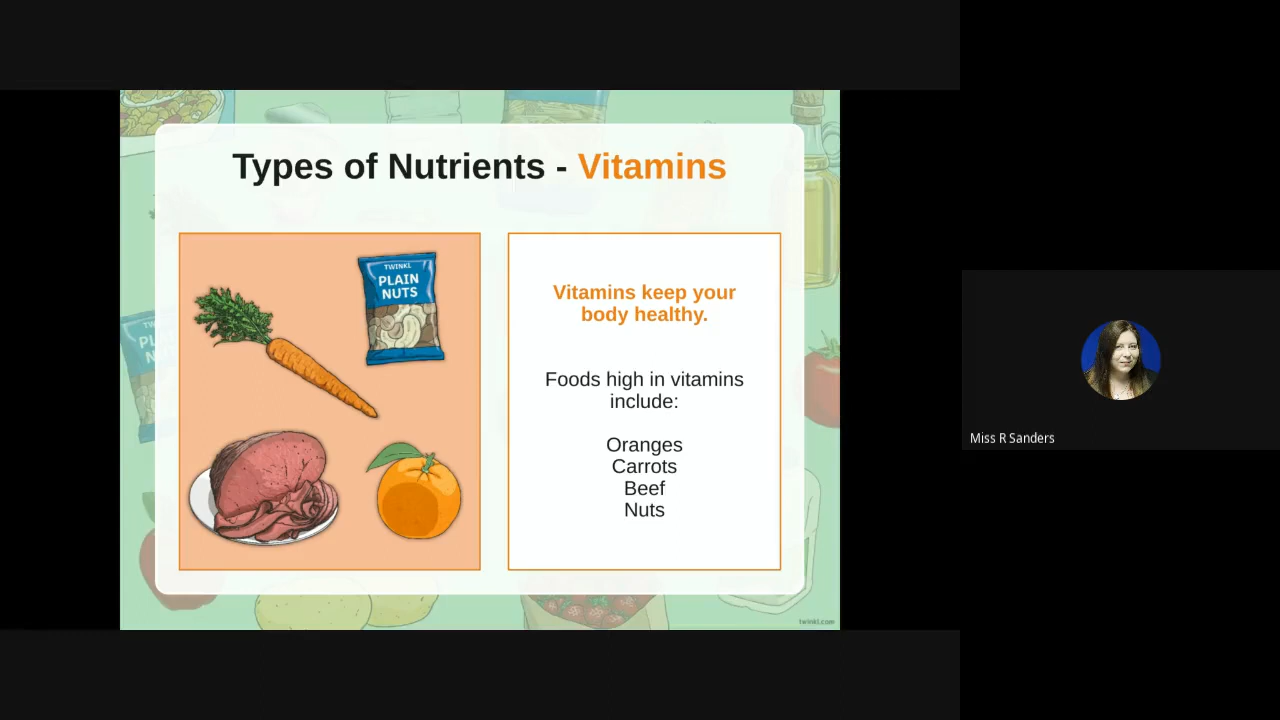 Types of Nutrients - Vitamins
TWINKL
PLAIN
NUTS
Vitamins keep your
body healthy.
Foods high in vitamins
include:
Oranges
Carrots
Beef
Nuts
Miss R Sanders
twinkl.com